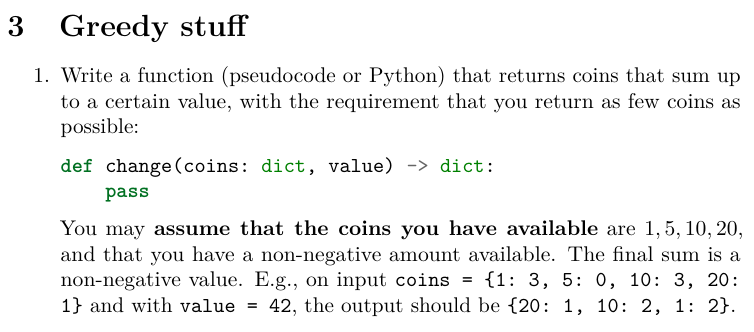 3 Greedy stuff
1. Write a function (pseudocode or Python) that returns coins that sum up
to a certain value, with the requirement that you return as few coins as
possible:
def change(coins: dict, value) -> dict:
    pass
You may assume that the coins you have available are 1, 5, 10, 20,
and that you have a non-negative amount available. The final sum is a
non-negative value. E.g., on input coins = {1: 3, 5: 0, 10: 3, 20:
1} and with value = 42, the output should be {20: 1, 10: 2, 1: 2}.